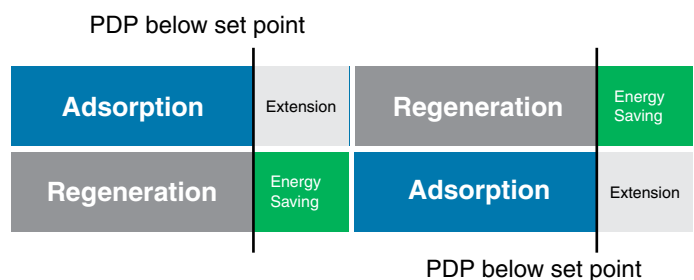 PDP below set point
Adsorption
Extension
Regeneration
Energy
Saving
Regeneration
Energy
Saving
Adsorption
Extension
PDP below set point